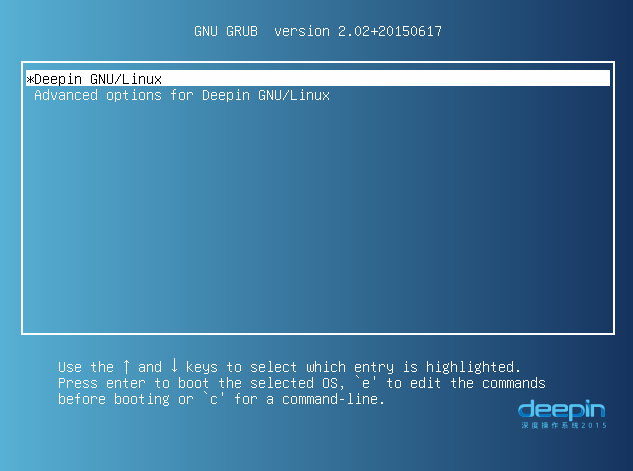 GNU GRUB  version 2.02+20150617
*Deepin GNU/Linux
Advanced options for Deepin GNU/Linux
Use the ↑ and ↓ keys to select which entry is highlighted.
Press enter to boot the selected OS, `e' to edit the commands
before booting or `c' for a command-line.
deepin
深度操作系统2015